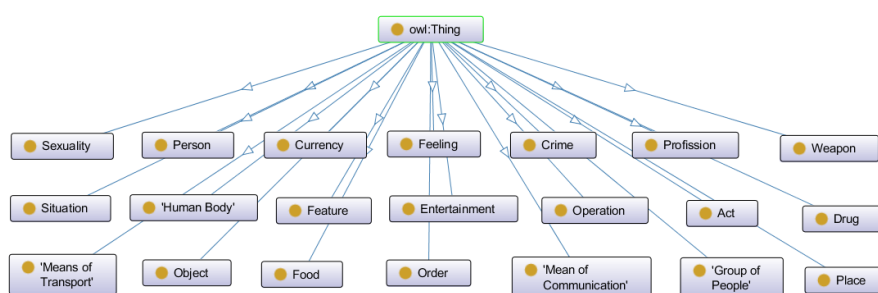 owl:Thing
Sexuality
Person
Currency
Feeling
Crime
Profission
Weapon
Situation
'Human Body'
Feature
Entertainment
Operation
Act
Drug
'Means of
Transport'
Object
Food
Order
'Mean of
Communication'
'Group of
People'
Place